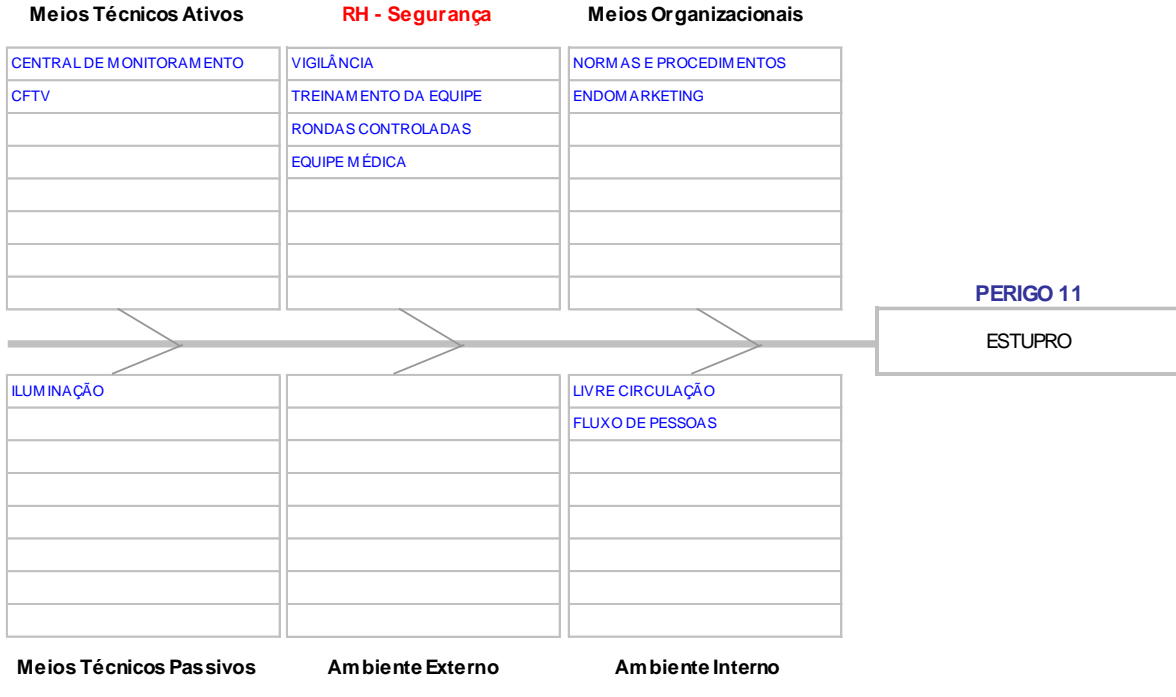 Meios Técnicos Ativos
RH - Segurança
Meios Organizacionais
CENTRAL DE MONITORAMENTO
VIGILÂNCIA
NORMAS E PROCEDIMENTOS
CFTV
TREINAMENTO DA EQUIPE
ENDOMARKETING
RONDAS CONTROLADAS
EQUIPE MÉDICA
PERIGO 11
ESTUPRO
ILUMINAÇÃO
LIVRE CIRCULAÇÃO
FLUXO DE PESSOAS
Meios Técnicos Passivos
Ambiente Externo
Ambiente Interno